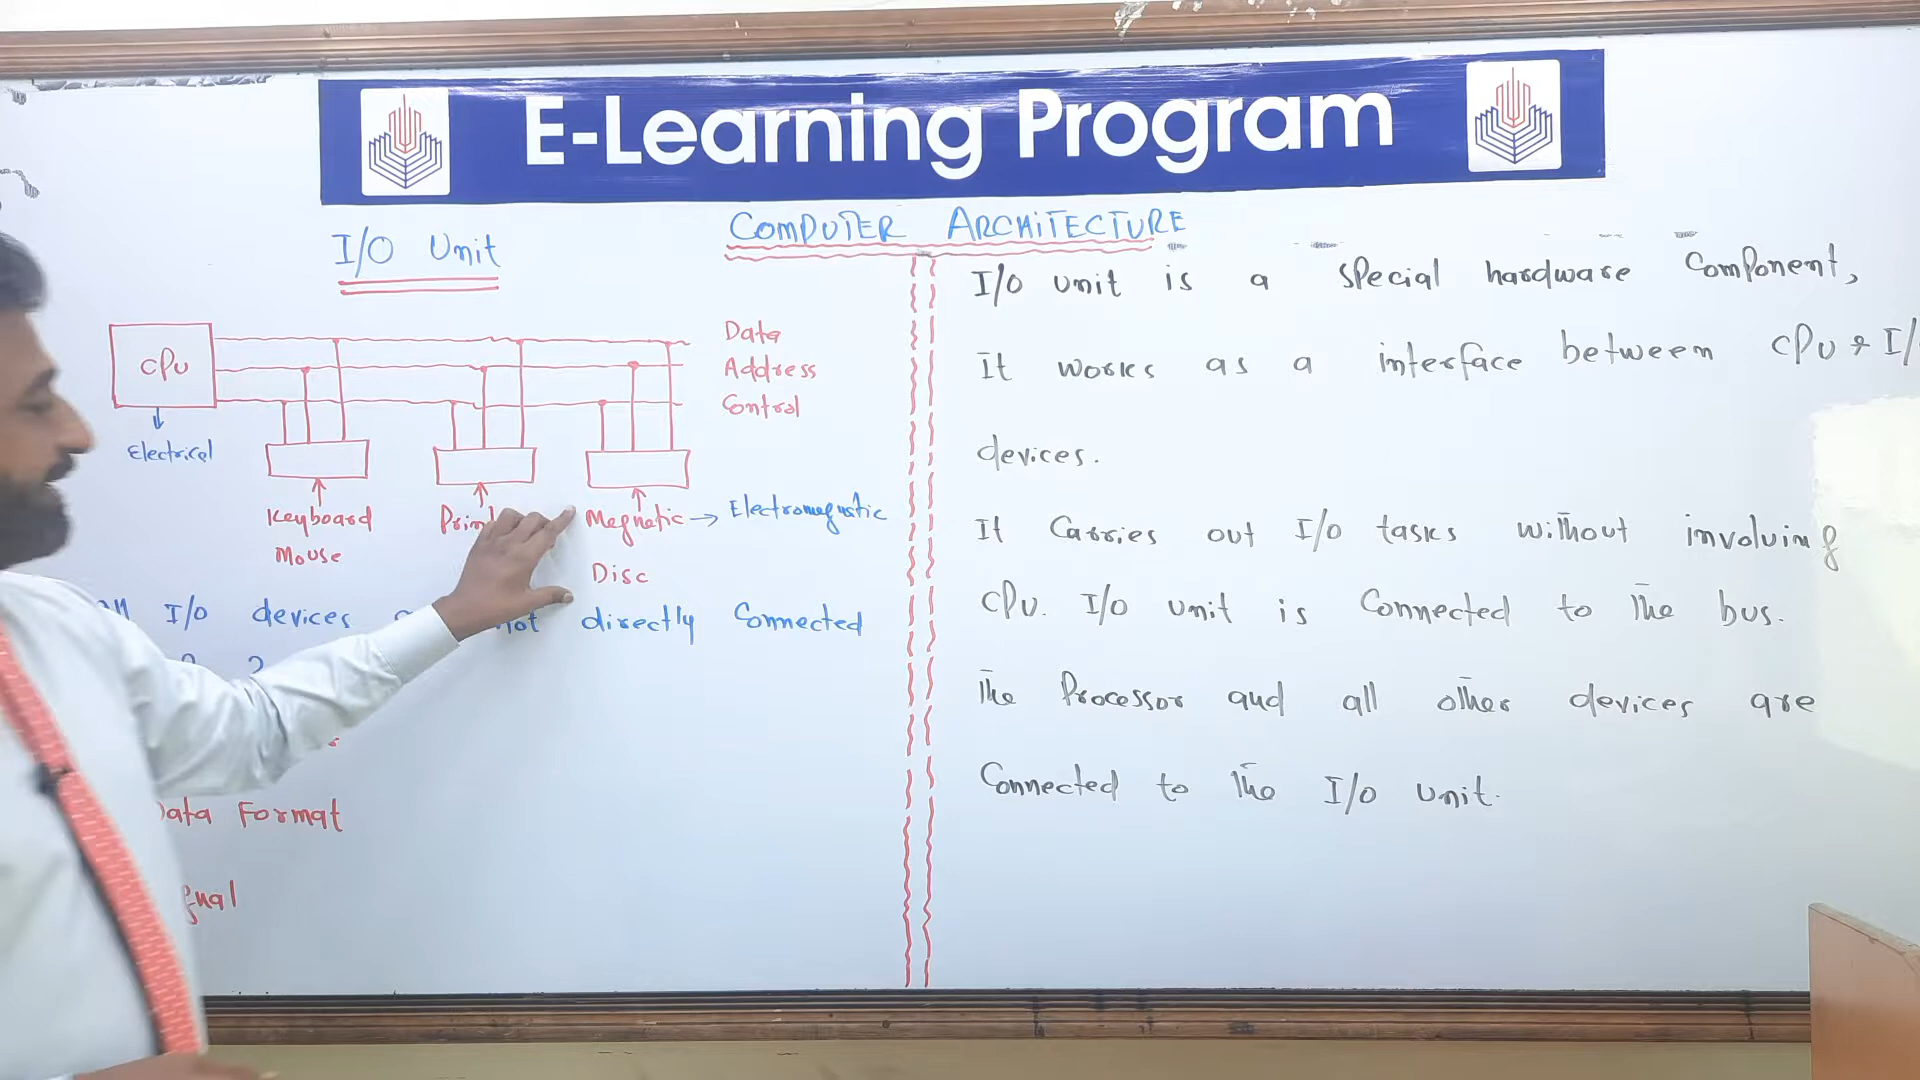 E-Learning Program
COMPUTER ARCHITECTURE
I/O Unit
CPU
Data
Address
Control
Electrical
Keyboard
Mouse
Magnetic → Electromegnatic
Disc
I/O devices not directly Connected
?
Data Format
I/O unit is a special hardware Component,
It works as a interface between CPU & I/
devices.
It Carries out I/O tasks without involving
CPU. I/O unit is Connected to The bus.
The Processor and all other devices are
Connected to The I/O unit.